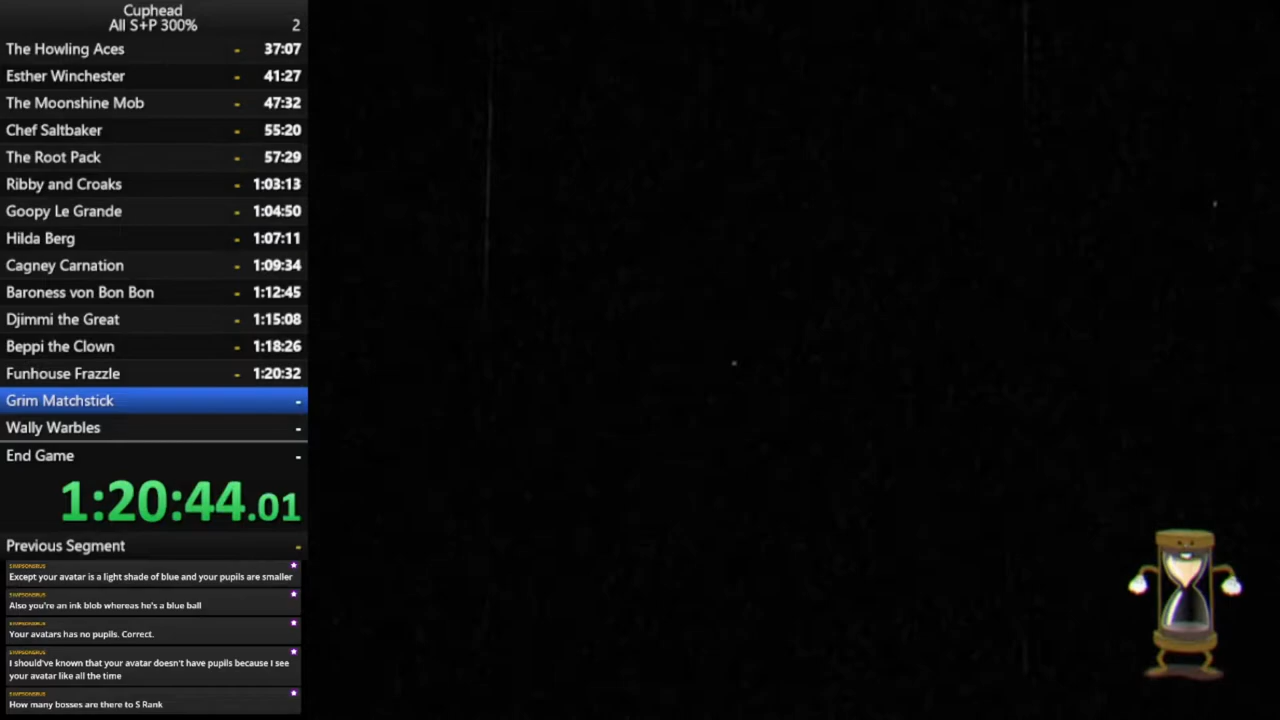 Cuphead
All S+P 300% 2
The Howling Aces - 37:07
Esther Winchester - 41:27
The Moonshine Mob - 47:32
Chef Saltbaker - 55:20
The Root Pack - 57:29
Ribby and Croaks - 1:03:13
Goopy Le Grande - 1:04:50
Hilda Berg - 1:07:11
Cagney Carnation - 1:09:34
Baroness von Bon Bon - 1:12:45
Djimmi the Great - 1:15:08
Beppi the Clown - 1:18:26
Funhouse Frazzle - 1:20:32
Grim Matchstick -
Wally Warbles -
End Game -
1:20:44.01
Previous Segment -
Except your avatar is a light shade of blue and your pupils are smaller
Also you're an ink blob whereas he's a blue ball
Your avatars has no pupils. Correct.
I should've known that your avatar doesn't have pupils because I see
your avatar like all the time
How many bosses are there to S Rank